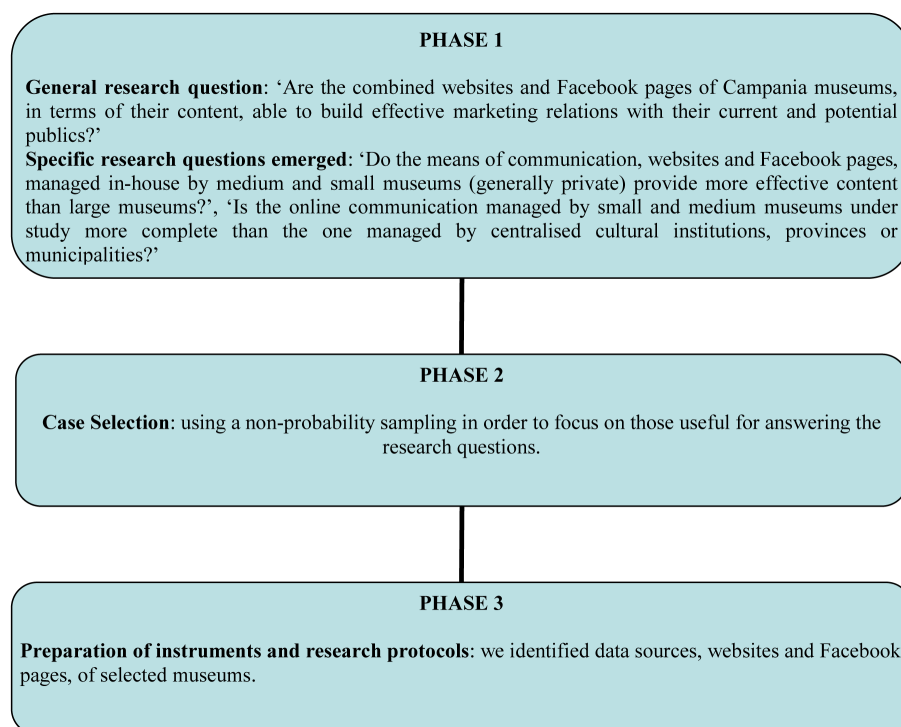 PHASE 1
General research question: ‘Are the combined websites and Facebook pages of Campania museums,
in terms of their content, able to build effective marketing relations with their current and potential
publics?’
Specific research questions emerged: ‘Do the means of communication, websites and Facebook pages,
managed in-house by medium and small museums (generally private) provide more effective content
than large museums?’, ‘Is the online communication managed by small and medium museums under
study more complete than the one managed by centralised cultural institutions, provinces or
municipalities?’
PHASE 2
Case Selection: using a non-probability sampling in order to focus on those useful for answering the
research questions.
PHASE 3
Preparation of instruments and research protocols: we identified data sources, websites and Facebook
pages, of selected museums.